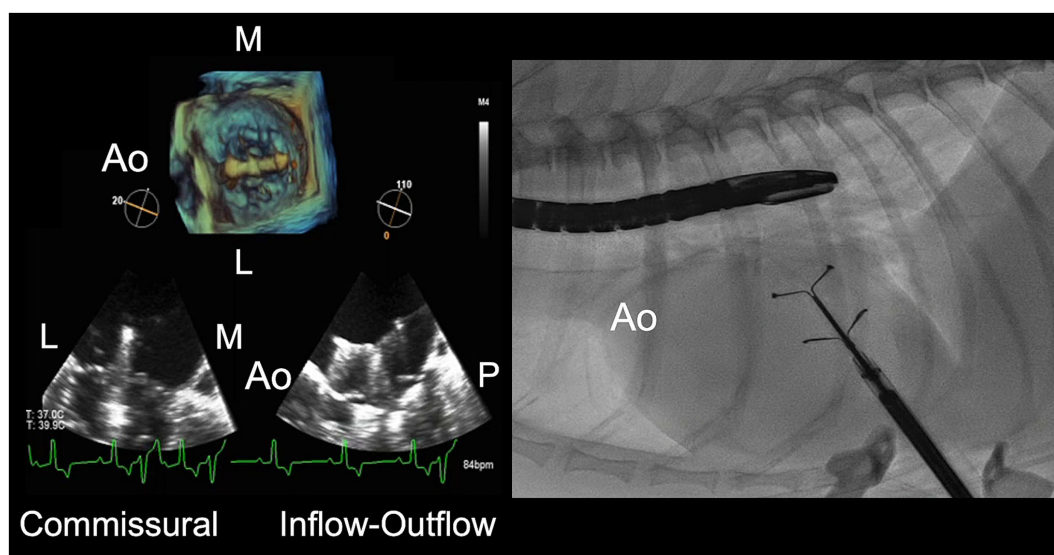 M
M4
Ao
20
110
0
L
L
M
Ao
P
Ao
T: 37.0C
T: 39.9C
84bpm
Commissural
Inflow-Outflow